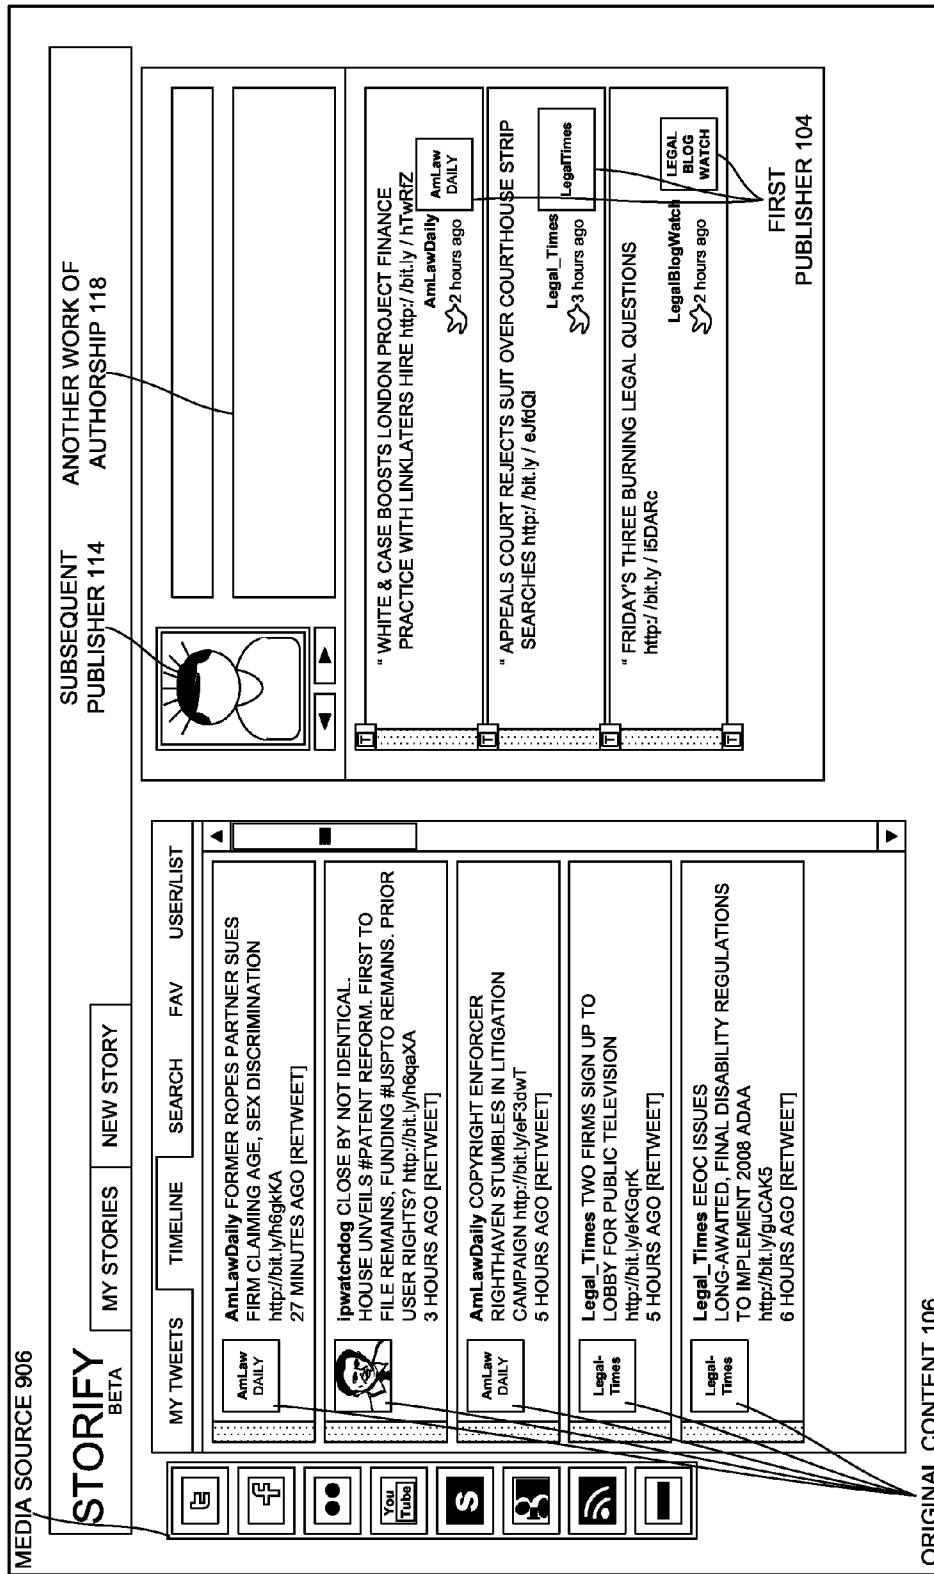 MEDIA SOURCE 906
SUBSEQUENT
PUBLISHER 114
ANOTHER WORK OF
AUTHORSHIP 118
STORIFY
BETA
MY STORIES
NEW STORY
t
f
You
Tube
S
g
MY TWEETS
TIMELINE
SEARCH
FAV
USER/LIST
AmLaw
DAILY
AmLawDaily FORMER ROPES PARTNER SUES
FIRM CLAIMING AGE, SEX DISCRIMINATION
http://bit.ly/h6gkKA
27 MINUTES AGO [RETWEET]
ipwatchdog CLOSE BY NOT IDENTICAL.
HOUSE UNVEILS #PATENT REFORM. FIRST TO
FILE REMAINS, FUNDING #USPTO REMAINS. PRIOR
USER RIGHTS? http://bit.ly/h6qaXA
3 HOURS AGO [RETWEET]
AmLaw
DAILY
AmLawDaily COPYRIGHT ENFORCER
RIGHTHAVEN STUMBLES IN LITIGATION
CAMPAIGN http://bit.ly/eF3dwT
5 HOURS AGO [RETWEET]
Legal-
Times
Legal_Times TWO FIRMS SIGN UP TO
LOBBY FOR PUBLIC TELEVISION
http://bit.ly/eKGqrK
5 HOURS AGO [RETWEET]
Legal-
Times
Legal_Times EEOC ISSUES
LONG-AWAITED, FINAL DISABILITY REGULATIONS
TO IMPLEMENT 2008 ADAA
http://bit.ly/guCAK5
6 HOURS AGO [RETWEET]
T
" WHITE & CASE BOOSTS LONDON PROJECT FINANCE
PRACTICE WITH LINKLATERS HIRE http:/ /bit.ly / hTwRfZ
AmLawDaily
2 hours ago
AmLaw
DAILY
T
" APPEALS COURT REJECTS SUIT OVER COURTHOUSE STRIP
SEARCHES http:/ /bit.ly / eJfdQi
Legal_Times
3 hours ago
LegalTimes
T
" FRIDAY'S THREE BURNING LEGAL QUESTIONS
http:/ /bit.ly / i5DARc
LegalBlogWatch
2 hours ago
LEGAL
BLOG
WATCH
T
FIRST
PUBLISHER 104
ORIGINAL CONTENT 106